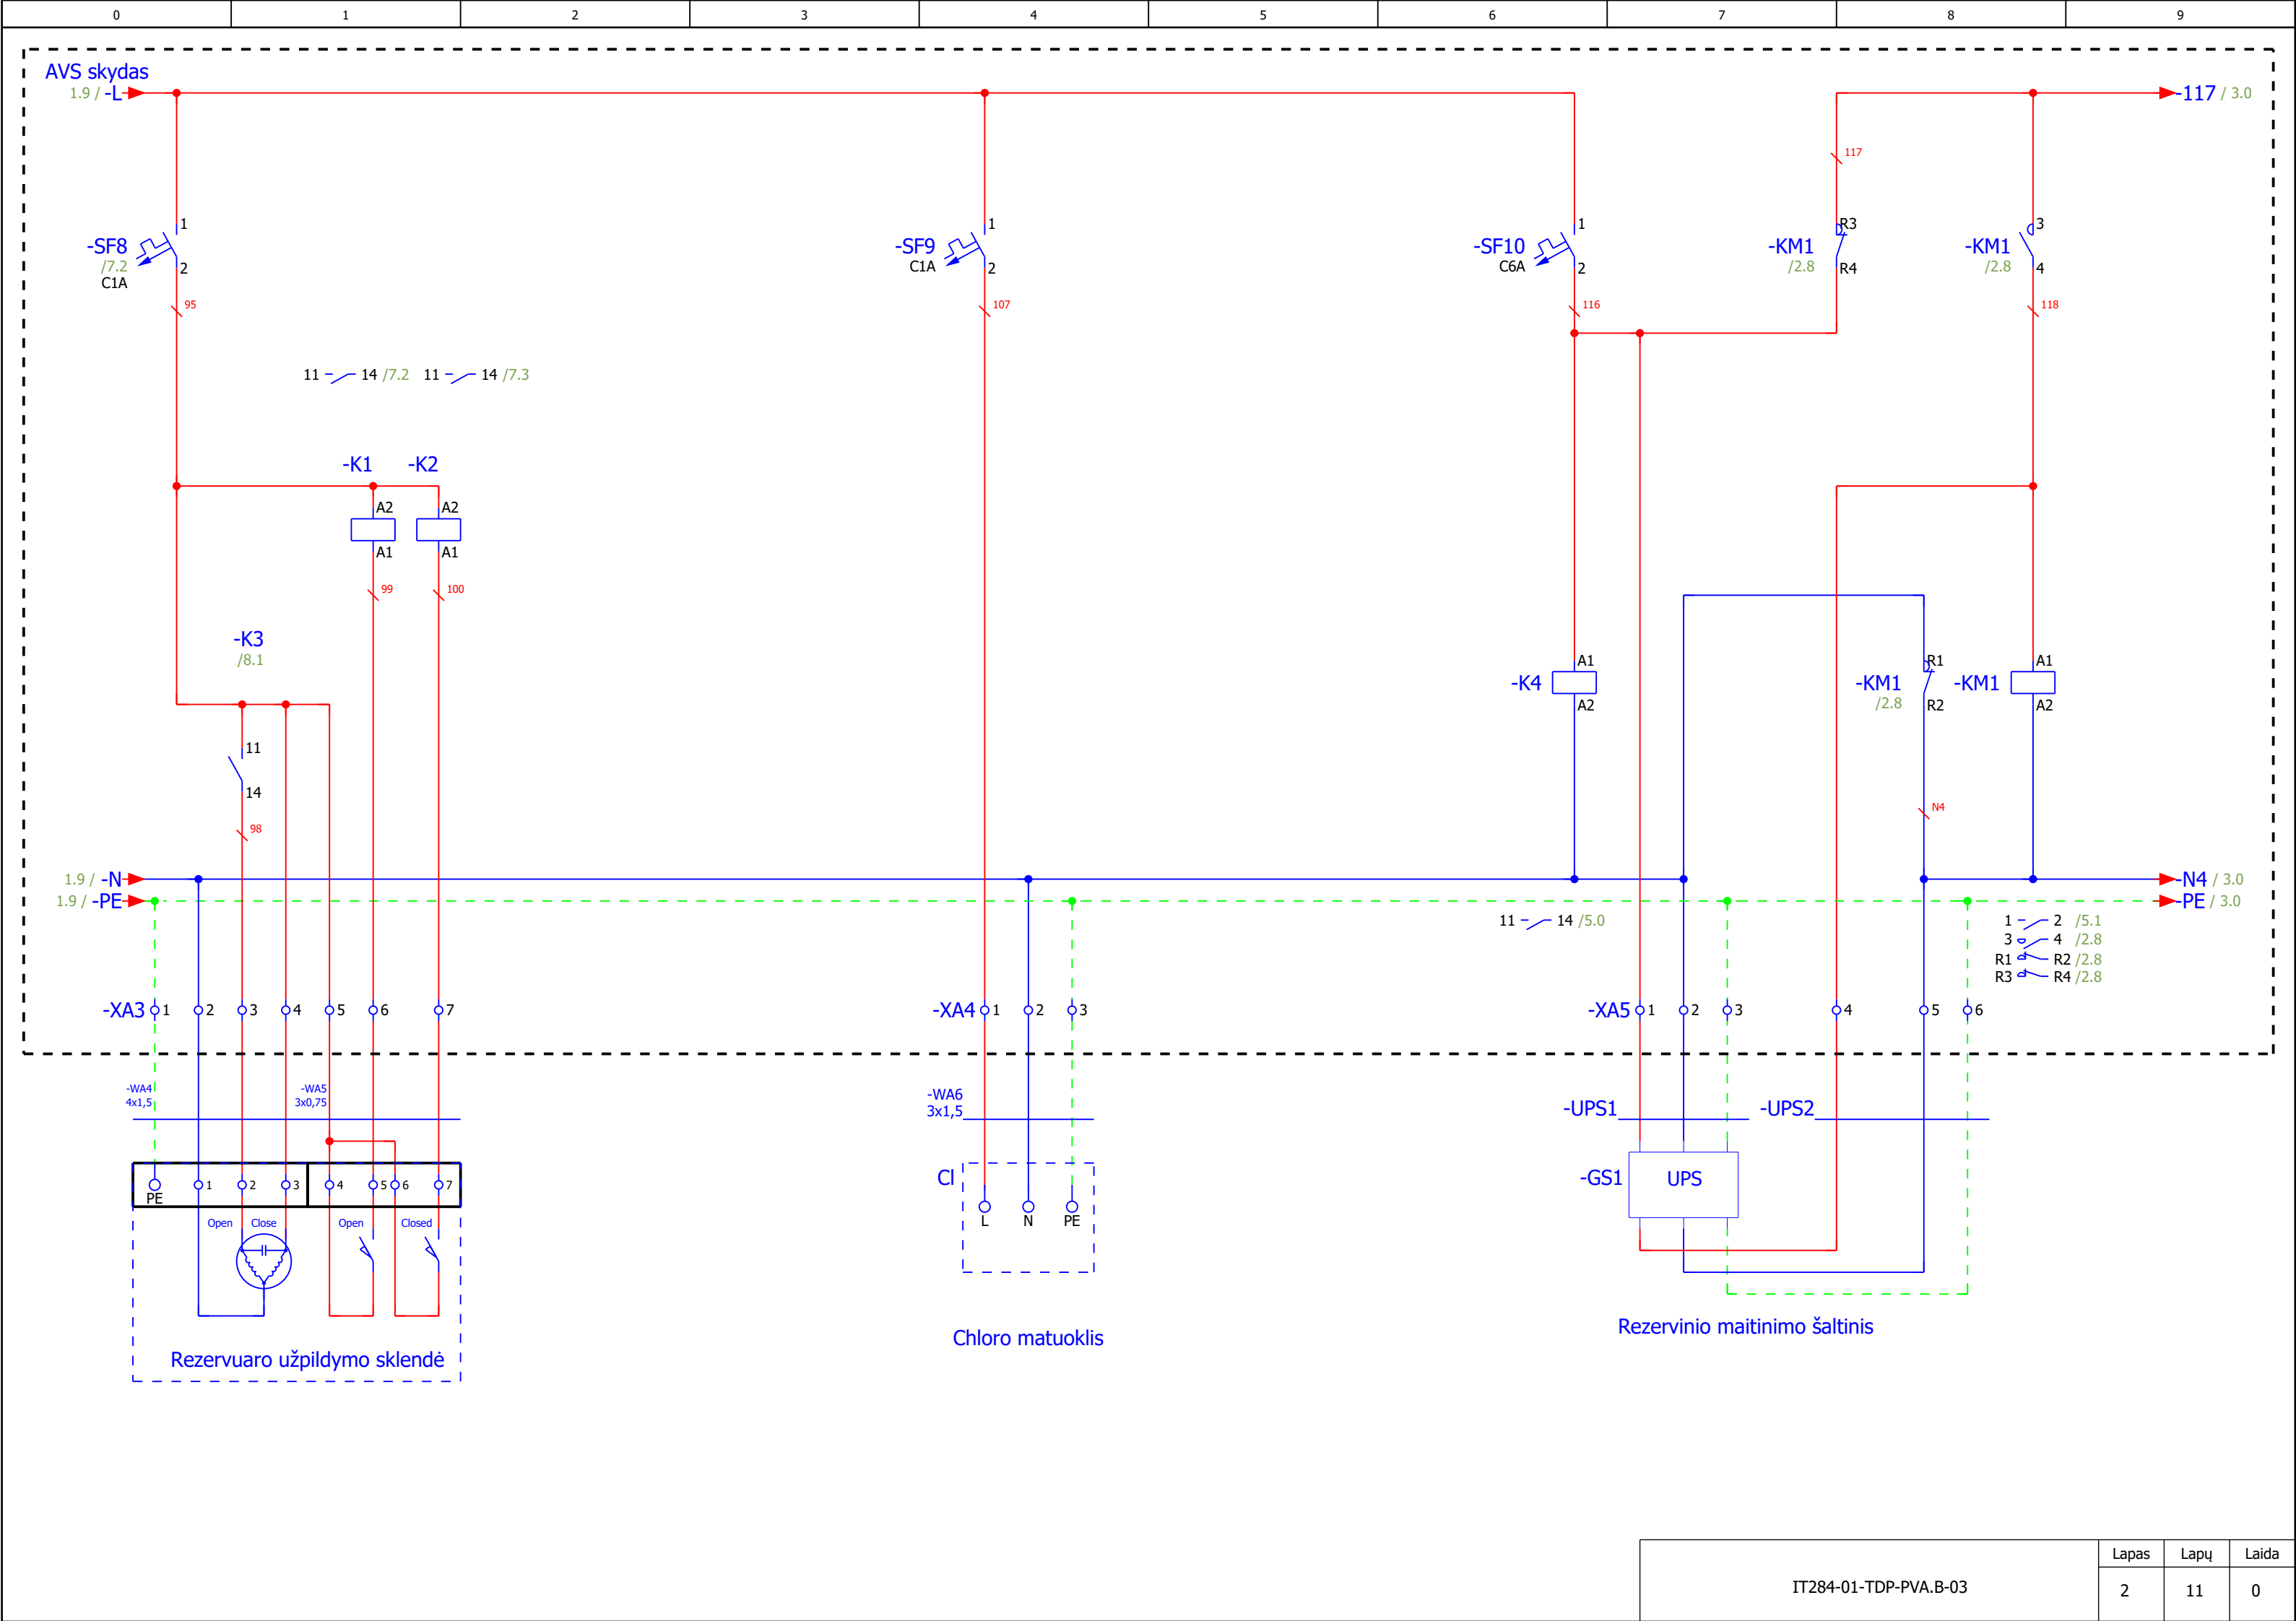 0 1 2 3 4 5 6 7 8 9
AVS skydas
1.9 / -L
-117 / 3.0
117
-SF8
/7.2
C1A
1
2
95
-SF9
C1A
1
2
107
-SF10
C6A
1
2
116
-KM1
/2.8
R3
R4
-KM1
/2.8
3
4
118
11 14 /7.2 11 14 /7.3
-K1 -K2
A2 A2
A1 A1
99 100
-K3
/8.1
11
14
98
-K4
A1
A2
-KM1
/2.8
R1
R2
N4
-KM1
A1
A2
1.9 / -N
1.9 / -PE
-N4 / 3.0
-PE / 3.0
11 14 /5.0
1 2 /5.1
3 4 /2.8
R1 R2 /2.8
R3 R4 /2.8
-XA3 1 2 3 4 5 6 7
-XA4 1 2 3
-XA5 1 2 3 4 5 6
-WA4
4x1,5
-WA5
3x0,75
-WA6
3x1,5
-UPS1 -UPS2
PE 1 2 3 4 5 6 7
Open Close Open Closed
Rezervuaro užpildymo sklendė
Cl
L N PE
Chloro matuoklis
-GS1 UPS
Rezervinio maitinimo šaltinis
IT284-01-TDP-PVA.B-03
Lapas Lapų Laida
2 11 0